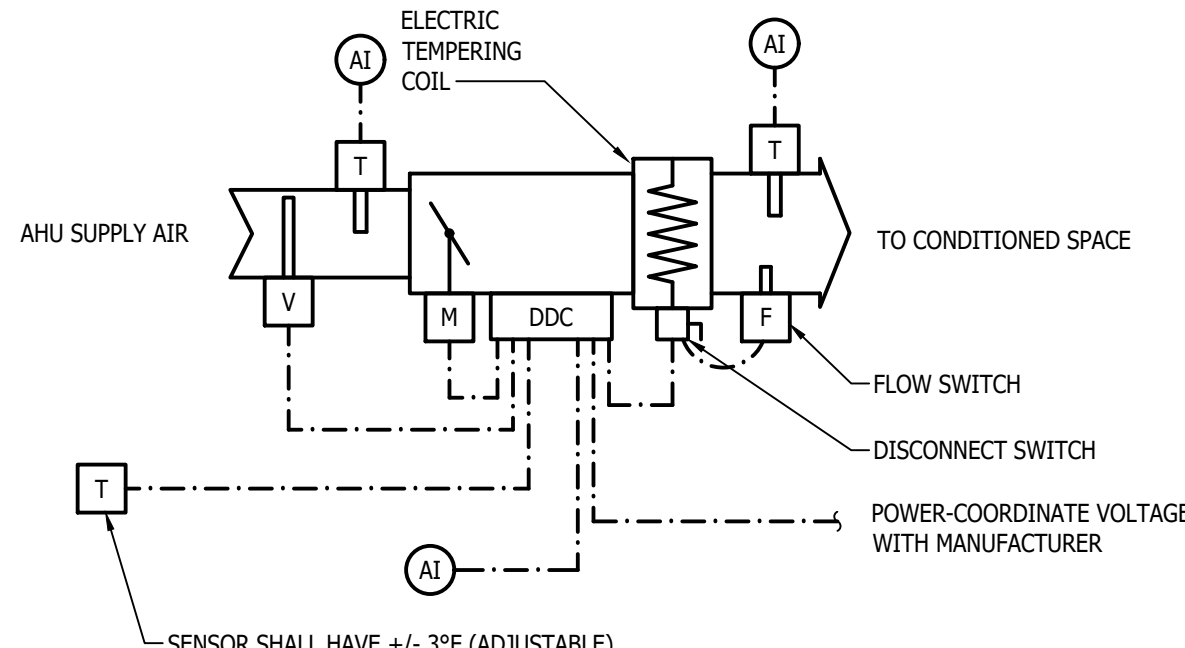 ELECTRIC
TEMPERING
COIL
AI
AI
T
T
AHU SUPPLY AIR
TO CONDITIONED SPACE
V
M
DDC
F
FLOW SWITCH
DISCONNECT SWITCH
T
POWER-COORDINATE VOLTAGE
WITH MANUFACTURER
AI
SENSOR SHALL HAVE +/- 3°F (ADJUSTABLE)